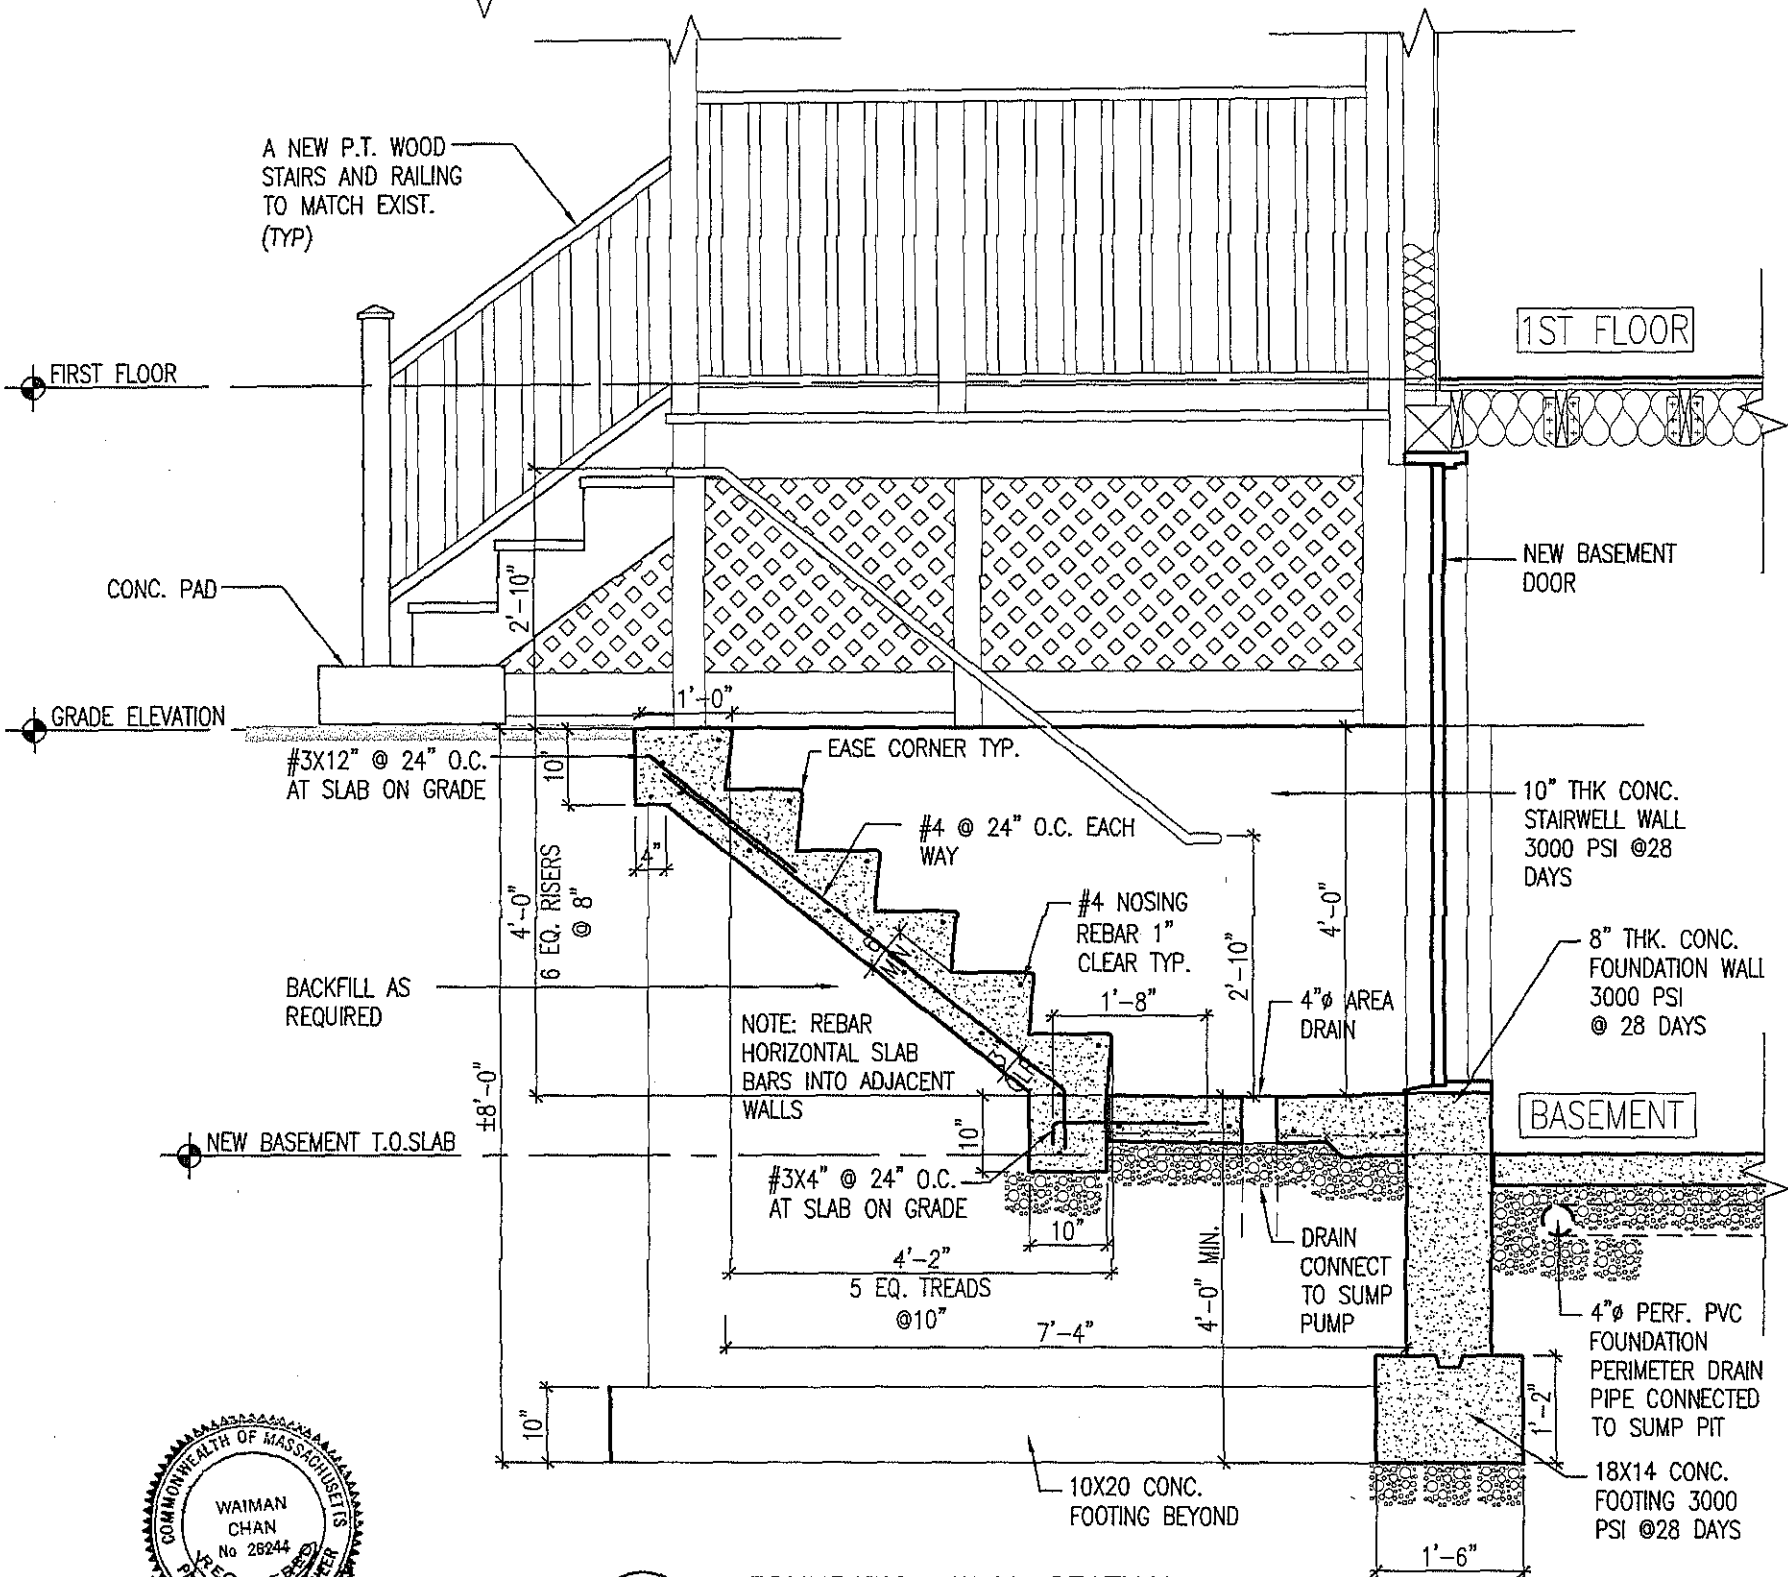 A NEW P.T. WOOD
STAIRS AND RAILING
TO MATCH EXIST.
(TYP)
1ST FLOOR
FIRST FLOOR
NEW BASEMENT
DOOR
CONC. PAD
2'-10"
1'-0"
GRADE ELEVATION
#3X12" @ 24" O.C.
AT SLAB ON GRADE
10"
EASE CORNER TYP.
#4 @ 24" O.C. EACH
WAY
10" THK CONC.
STAIRWELL WALL
3000 PSI @28
DAYS
4"
4'-0"
6 EQ. RISERS
@ 8"
#4 NOSING
REBAR 1"
CLEAR TYP.
4'-0"
2'-10"
8" THK. CONC.
FOUNDATION WALL
3000 PSI
@ 28 DAYS
6"
MIN.
BACKFILL AS
REQUIRED
1'-8"
4"ø AREA
DRAIN
NOTE: REBAR
HORIZONTAL SLAB
BARS INTO ADJACENT
WALLS
3"
CLR
±8'-0"
10"
BASEMENT
NEW BASEMENT T.O.SLAB
#3X4" @ 24" O.C.
AT SLAB ON GRADE
10"
4'-2"
5 EQ. TREADS
@10"
4'-0" MIN.
DRAIN
CONNECT
TO SUMP
PUMP
7'-4"
4"ø PERF. PVC
FOUNDATION
PERIMETER DRAIN
PIPE CONNECTED
TO SUMP PIT
10"
1'-2"
10X20 CONC.
FOOTING BEYOND
18X14 CONC.
FOOTING 3000
PSI @28 DAYS
1'-6"
COMMONWEALTH OF MASSACHUSETTS
WAIMAN
CHAN
No 28244